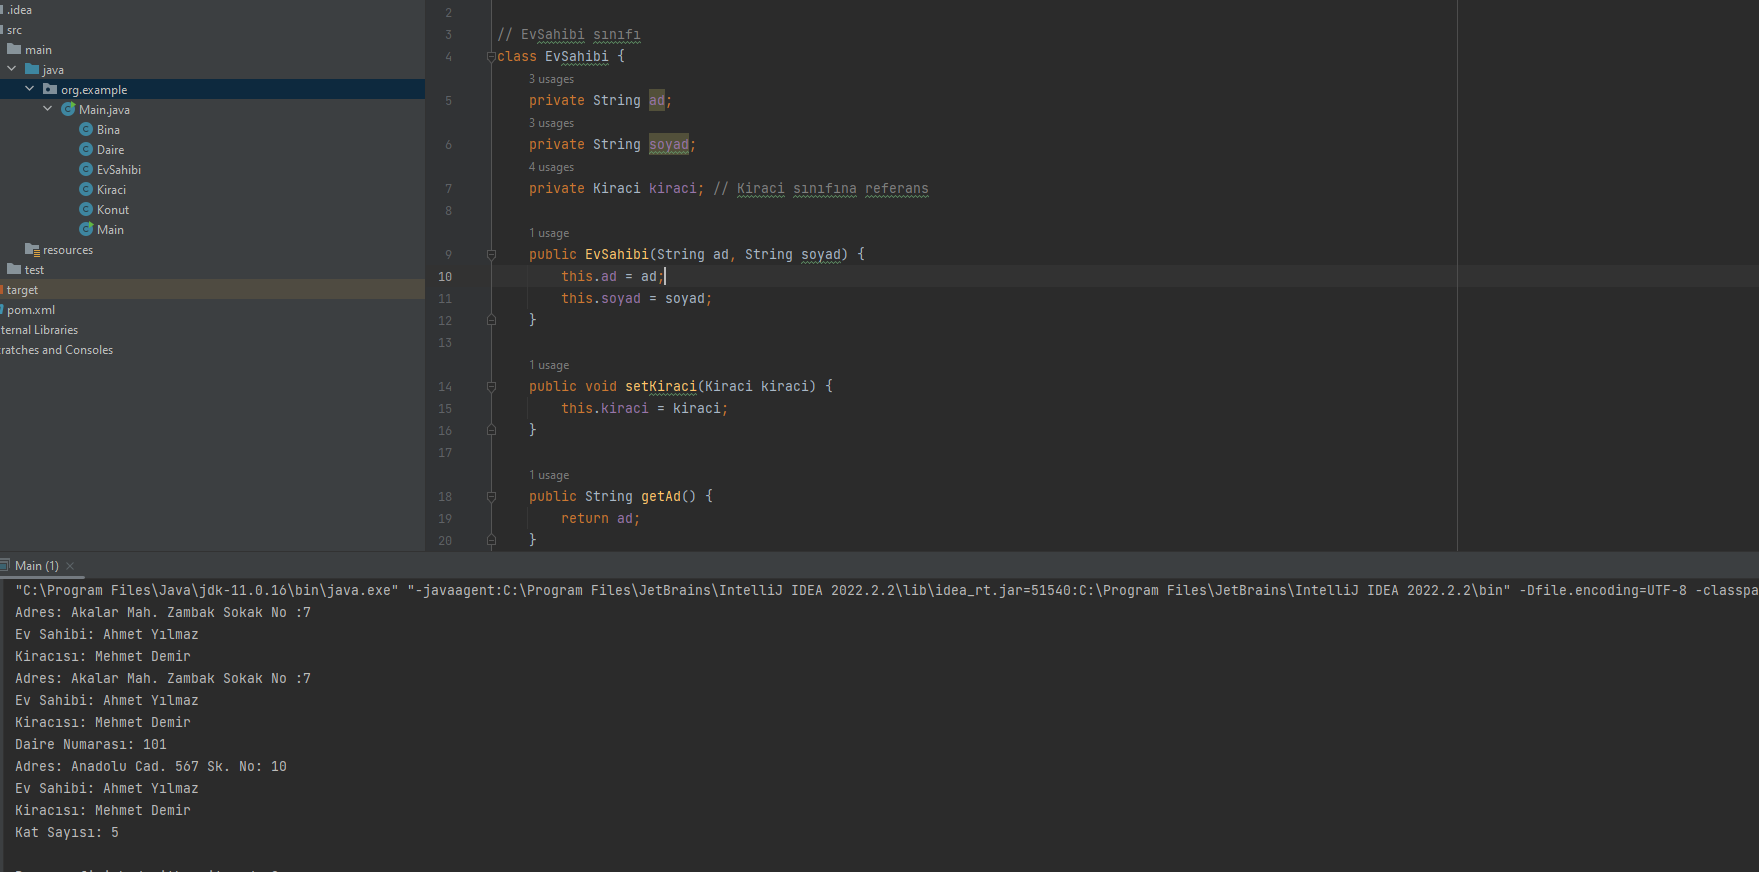 .idea
src
main
java
org.example
Main.java
Bina
Daire
EvSahibi
Kiraci
Konut
Main
resources
test
target
pom.xml
ternal Libraries
ratches and Consoles
2
3 // EvSahibi sınıfı
4 class EvSahibi {
3 usages
5 private String ad;
3 usages
6 private String soyad;
4 usages
7 private Kiraci kiraci; // Kiraci sınıfına referans
8
1 usage
9 public EvSahibi(String ad, String soyad) {
10 this.ad = ad;
11 this.soyad = soyad;
12 }
13
1 usage
14 public void setKiraci(Kiraci kiraci) {
15 this.kiraci = kiraci;
16 }
17
1 usage
18 public String getAd() {
19 return ad;
20 }
Main (1)
"C:\Program Files\Java\jdk-11.0.16\bin\java.exe" "-javaagent:C:\Program Files\JetBrains\IntelliJ IDEA 2022.2.2\lib\idea_rt.jar=51540:C:\Program Files\JetBrains\IntelliJ IDEA 2022.2.2\bin" -Dfile.encoding=UTF-8 -classpa
Adres: Akalar Mah. Zambak Sokak No :7
Ev Sahibi: Ahmet Yılmaz
Kiracısı: Mehmet Demir
Adres: Akalar Mah. Zambak Sokak No :7
Ev Sahibi: Ahmet Yılmaz
Kiracısı: Mehmet Demir
Daire Numarası: 101
Adres: Anadolu Cad. 567 Sk. No: 10
Ev Sahibi: Ahmet Yılmaz
Kiracısı: Mehmet Demir
Kat Sayısı: 5